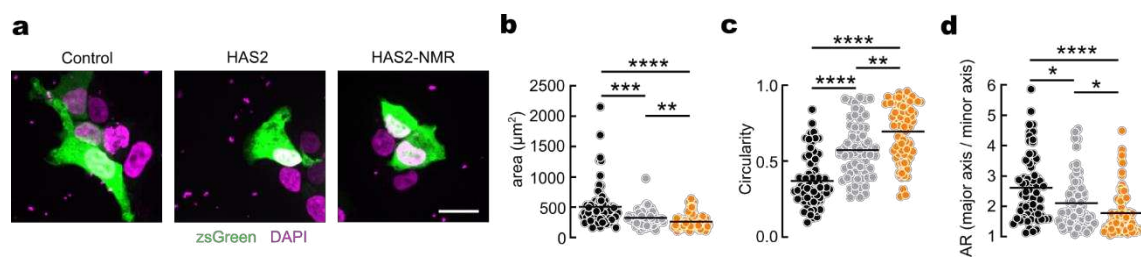 a
Control
HAS2
HAS2-NMR
zsGreen DAPI
b
area (µm²)
2500
2000
1500
1000
500
0
****
***
**
c
Circularity
1.0
0.5
0.0
****
****
**
d
AR (major axis / minor axis)
6
5
4
3
2
1
****
*
*